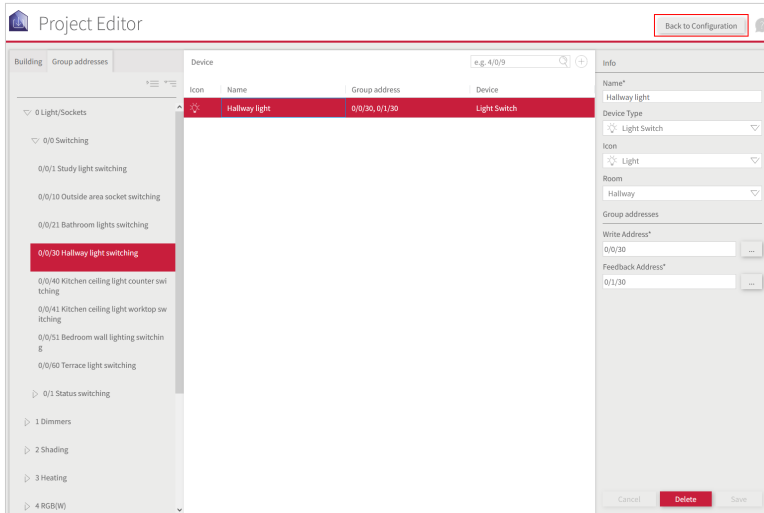 Project Editor
Back to Configuration
Building
Group addresses
Device
e.g. 4/0/9
Info
Icon
Name
Group address
Device
Hallway light
0/0/30, 0/1/30
Light Switch
0 Light/Sockets
0/0 Switching
0/0/1 Study light switching
0/0/10 Outside area socket switching
0/0/21 Bathroom lights switching
0/0/30 Hallway light switching
0/0/40 Kitchen ceiling light counter swi
tching
0/0/41 Kitchen ceiling light worktop sw
itching
0/0/51 Bedroom wall lighting switchin
g
0/0/60 Terrace light switching
0/1 Status switching
1 Dimmers
2 Shading
3 Heating
4 RGB(W)
Name*
Hallway light
Device Type
Light Switch
Icon
Light
Room
Hallway
Group addresses
Write Address*
0/0/30
...
Feedback Address*
0/1/30
...
Cancel
Delete
Save